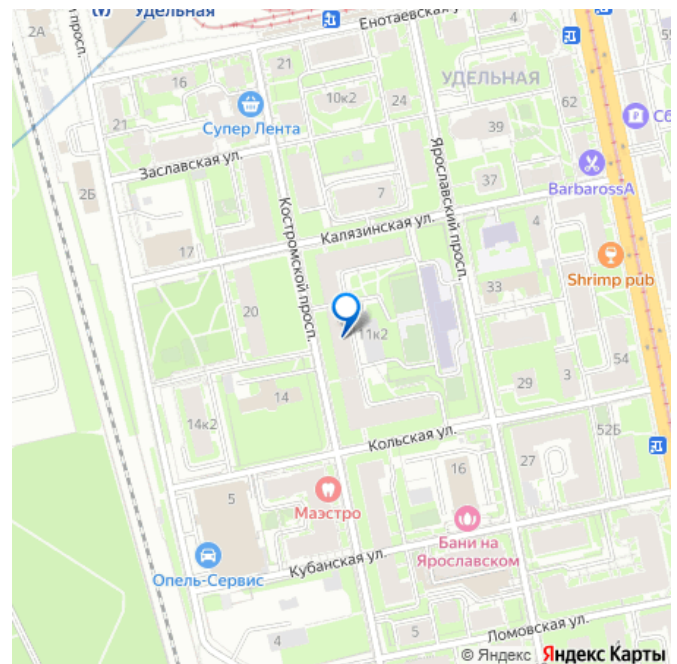 Удельная
2А
Енотаевская у
просп.
4
16
21
10к2
24
УДЕЛЬНАЯ
62
Супер Лента
21
39
Сб
Заславская ул.
2Б
7
37
BarbarossA
Костромской просп.
Калязинская ул.
Ярославский просп.
4
17
Shrimp pub
33
20
11к2
54
29
3
14
14к2
Кольская ул.
52Б
27
16
5
Маэстро
Бани на
Ярославском
Опель-Сервис
Кубанская ул.
4
5
Ломовская ул.
© Яндекс Яндекс Карты